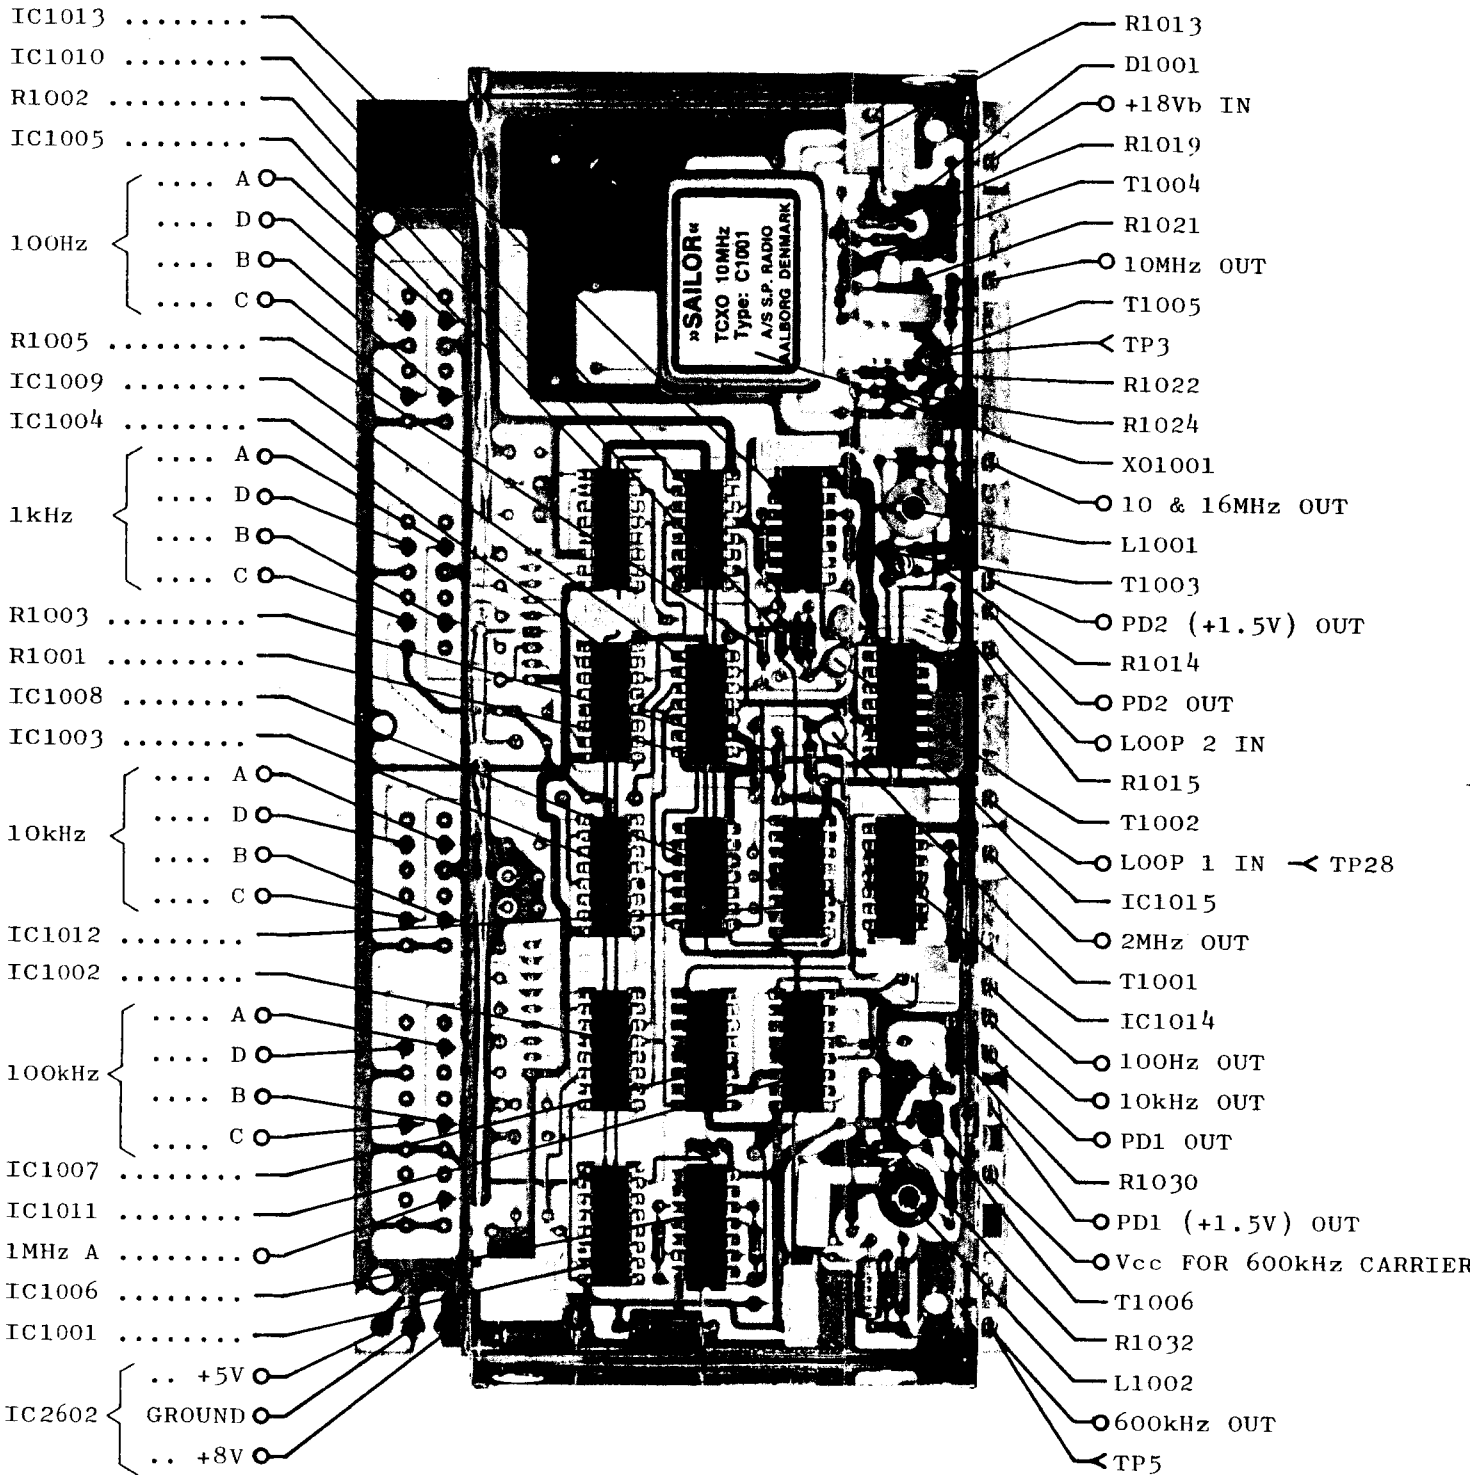 IC1013 ........
IC1010 ........
R1002 .........
IC1005 ........
100Hz
.... A
.... D
.... B
.... C
R1005 .........
IC1009 ........
IC1004 ........
1kHz
.... A
.... D
.... B
.... C
R1003 .........
R1001 .........
IC1008 ........
IC1003 ........
10kHz
.... A
.... D
.... B
.... C
IC1012 ........
IC1002 ........
100kHz
.... A
.... D
.... B
.... C
IC1007 ........
IC1011 ........
1MHz A ........
IC1006 ........
IC1001 ........
IC2602
.. +5V
GROUND
.. +8V
»SAILOR«
TCXO 10MHz
Type: C1001
A/S S.P. RADIO
AALBORG DENMARK
R1013
D1001
+18Vb IN
R1019
T1004
R1021
10MHz OUT
T1005
TP3
R1022
R1024
XO1001
10 & 16MHz OUT
L1001
T1003
PD2 (+1.5V) OUT
R1014
PD2 OUT
LOOP 2 IN
R1015
T1002
LOOP 1 IN TP28
IC1015
2MHz OUT
T1001
IC1014
100Hz OUT
10kHz OUT
PD1 OUT
R1030
PD1 (+1.5V) OUT
Vcc FOR 600kHz CARRIER
T1006
R1032
L1002
600kHz OUT
TP5